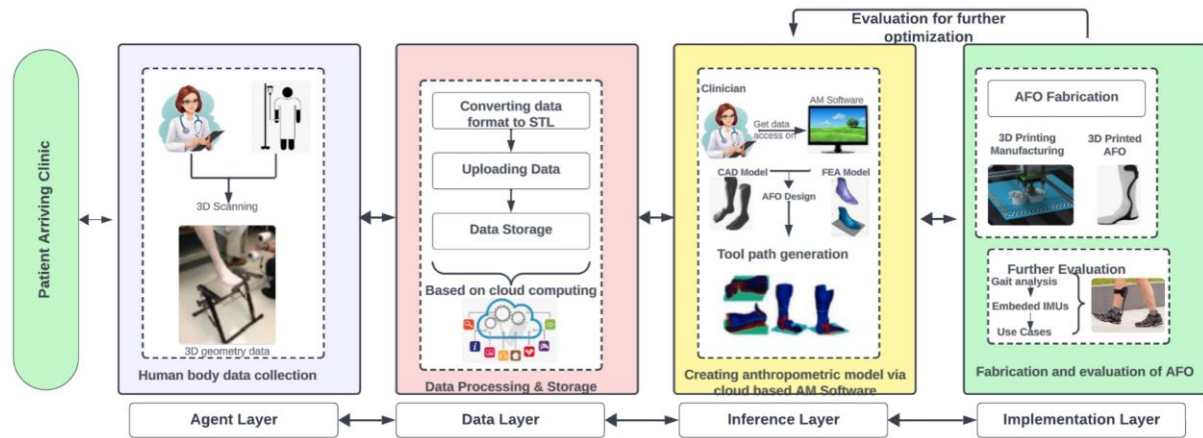 Patient Arriving Clinic
3D Scanning
3D geometry data
Human body data collection
Converting data
format to STL
Uploading Data
Data Storage
Based on cloud computing
Data Processing & Storage
Evaluation for further
optimization
Clinician
AM Software
Get data
access on
CAD Model
FEA Model
AFO Design
Tool path generation
Creating anthropometric model via
cloud based AM Software
AFO Fabrication
3D Printing
Manufacturing
3D Printed
AFO
Further Evaluation
Gait analysis
Embeded IMUs
Use Cases
Fabrication and evaluation of AFO
Agent Layer
Data Layer
Inference Layer
Implementation Layer